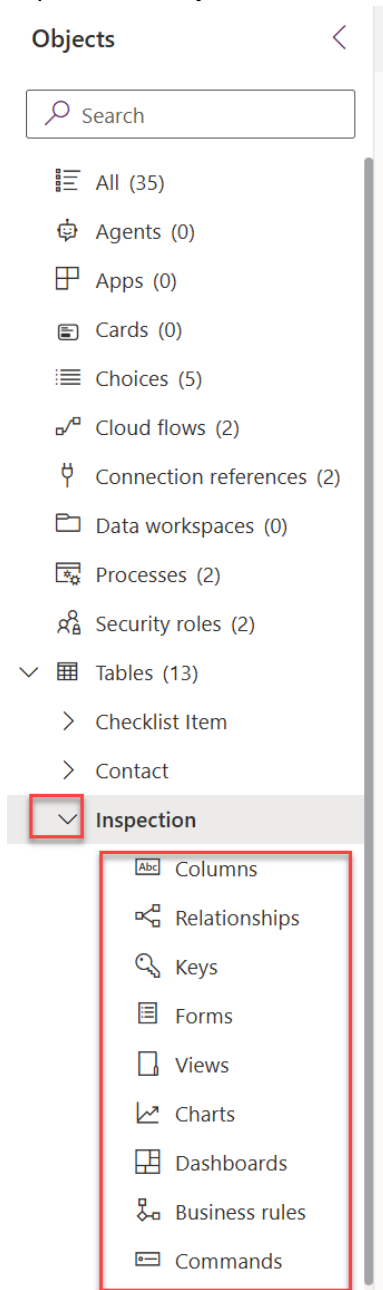 Objects
Search
All (35)
Agents (0)
Apps (0)
Cards (0)
Choices (5)
Cloud flows (2)
Connection references (2)
Data workspaces (0)
Processes (2)
Security roles (2)
Tables (13)
Checklist Item
Contact
Inspection
Abc Columns
Relationships
Keys
Forms
Views
Charts
Dashboards
Business rules
Commands